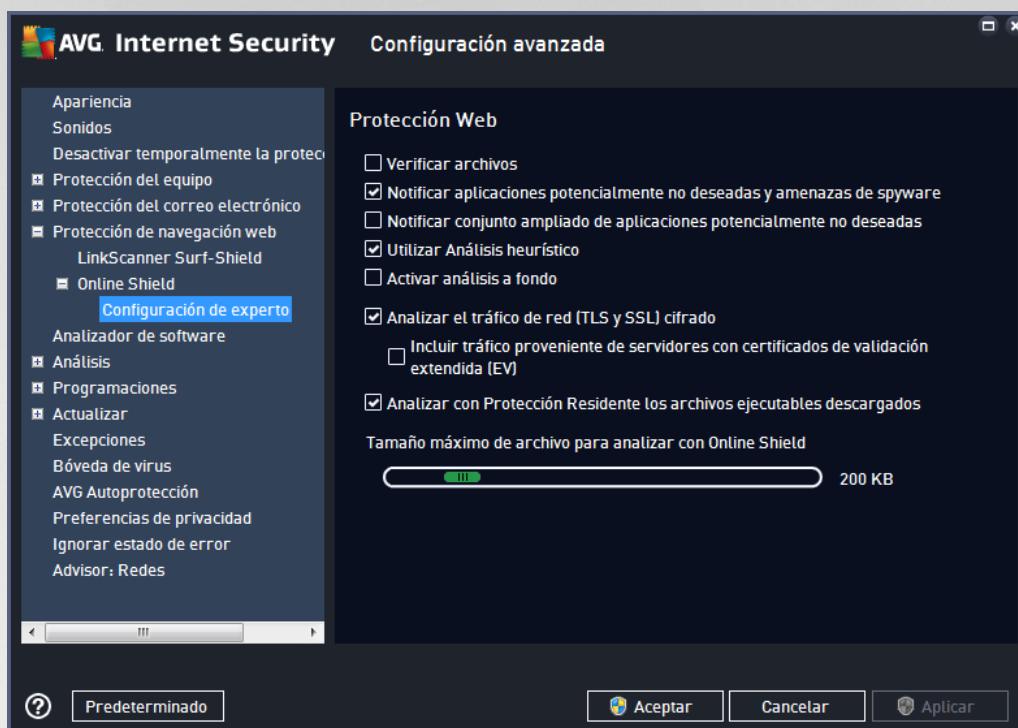 AVG. Internet Security
Configuración avanzada
Apariencia
Sonidos
Desactivar temporalmente la protec
Protección del equipo
Protección del correo electrónico
Protección de navegación web
LinkScanner Surf-Shield
Online Shield
Configuración de experto
Analizador de software
Análisis
Programaciones
Actualizar
Excepciones
Bóveda de virus
AVG Autoprotección
Preferencias de privacidad
Ignorar estado de error
Advisor: Redes
Protección Web
Verificar archivos
Notificar aplicaciones potencialmente no deseadas y amenazas de spyware
Notificar conjunto ampliado de aplicaciones potencialmente no deseadas
Utilizar Análisis heurístico
Activar análisis a fondo
Analizar el tráfico de red (TLS y SSL) cifrado
Incluir tráfico proveniente de servidores con certificados de validación
extendida (EV)
Analizar con Protección Residente los archivos ejecutables descargados
Tamaño máximo de archivo para analizar con Online Shield
200 KB
Predeterminado
Aceptar
Cancelar
Aplicar